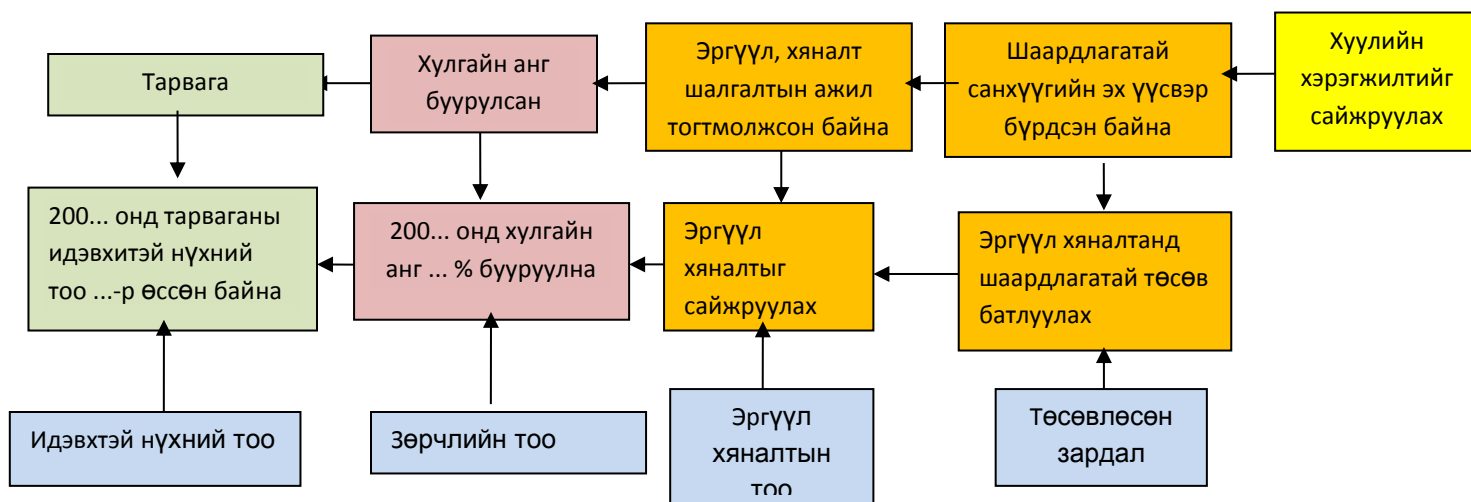 Тарвага
Хулгайн анг
буурулсан
Эргүүл, хяналт
шалгалтын ажил
тогтмолжсон байна
Шаардлагатай
санхүүгийн эх үүсвэр
бүрдсэн байна
Хуулийн
хэрэгжилтийг
сайжруулах
200... онд тарваганы
идэвхитэй нүхний
тоо ...-р өссөн байна
200... онд хулгайн
анг ... % бууруулна
Эргүүл
хяналтыг
сайжруулах
Эргүүл хяналтанд
шаардлагатай төсөв
батлуулах
Идэвхтэй нүхний тоо
Зөрчлийн тоо
Эргүүл
хяналтын
тоо
Төсөвлөсөн
зардал